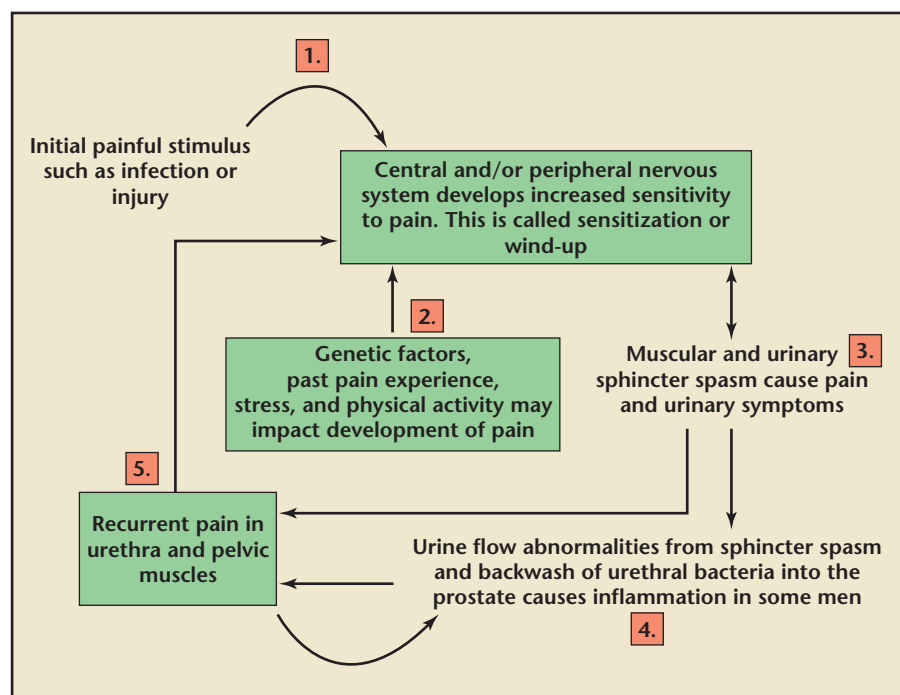 1.
Initial painful stimulus
such as infection or
injury
Central and/or peripheral nervous
system develops increased sensitivity
to pain. This is called sensitization or
wind-up
2.
Genetic factors,
past pain experience,
stress, and physical activity may
impact development of pain
3.
Muscular and urinary
sphincter spasm cause pain
and urinary symptoms
5.
Recurrent pain in
urethra and pelvic
muscles
Urine flow abnormalities from sphincter spasm
and backwash of urethral bacteria into the
prostate causes inflammation in some men
4.